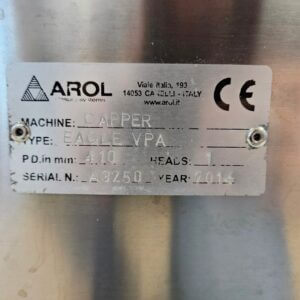 AROL
Viale Italia, 193
14053 CANELLI - ITALY
www.arol.it
CE
MACHINE: CAPPER
TYPE: EAGLE VPA
P.D. in mm: 110 HEADS: 1
SERIAL N.: YEAR: 2014